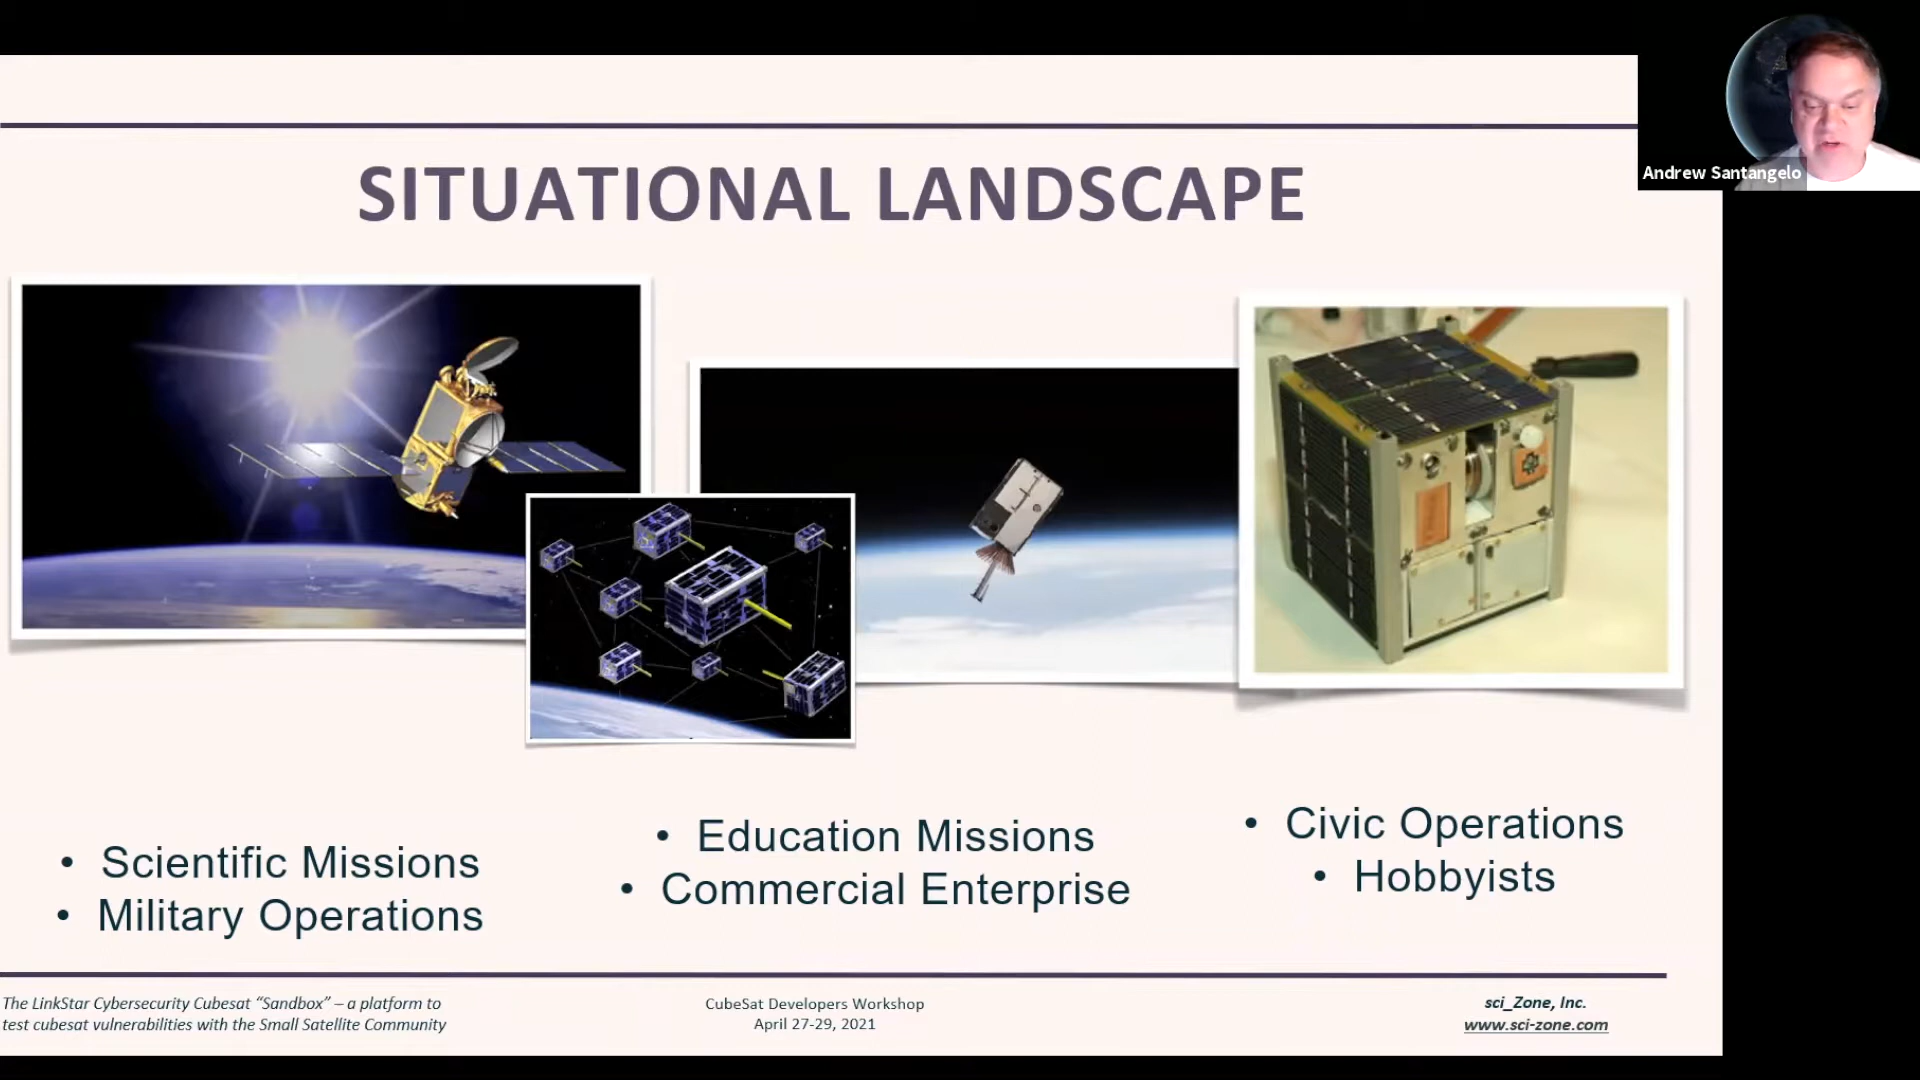 Andrew Santangelo
SITUATIONAL LANDSCAPE
• Scientific Missions
• Military Operations
• Education Missions
• Commercial Enterprise
• Civic Operations
• Hobbyists
The LinkStar Cybersecurity Cubesat “Sandbox” – a platform to
test cubesat vulnerabilities with the Small Satellite Community
CubeSat Developers Workshop
April 27-29, 2021
sci_Zone, Inc.
www.sci-zone.com